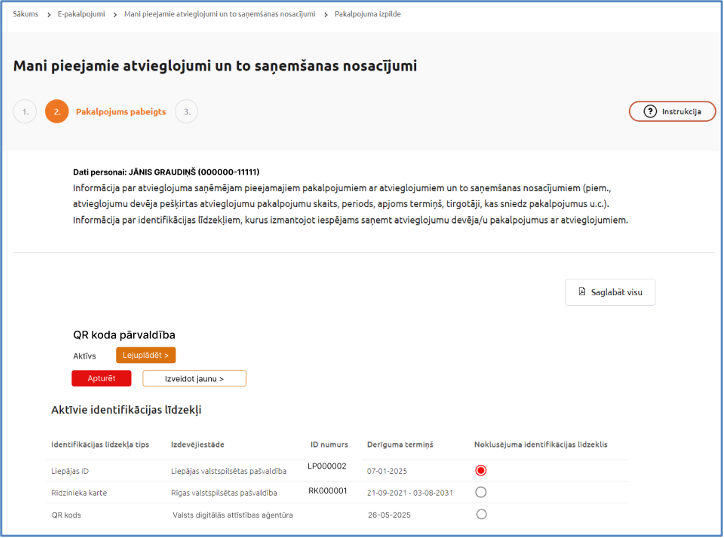 Sākums > E-pakalpojumi > Mani pieejamie atvieglojumi un to saņemšanas nosacījumi > Pakalpojuma izpilde
Mani pieejamie atvieglojumi un to saņemšanas nosacījumi
1. 2. Pakalpojums pabeigts 3. ? Instrukcija
Dati personai: JĀNIS GRAUDIŅŠ (000000-11111)
Informācija par atvieglojuma saņēmējam pieejamajiem pakalpojumiem ar atvieglojumiem un to saņemšanas nosacījumiem (piem.,
atvieglojumu devēja pešķirtas atvieglojumu pakalpojumu skaits, periods, apjoms termiņš, tirgotāji, kas sniedz pakalpojumus u.c.).
Informācija par identifikācijas līdzekļiem, kurus izmantojot iespējams saņemt atvieglojumu devēja/u pakalpojumus ar atvieglojumiem.
Saglabāt visu
QR koda pārvaldība
Aktīvs Lejuplādēt >
Apturēt Izveidot jaunu >
Aktīvie identifikācijas līdzekļi
Identifikācijas līdzekļa tips Izdevējiestāde ID numurs Derīguma termiņš Noklusējuma identifikācijas līdzeklis
Liepājas ID Liepājas valstspilsētas pašvaldība LP000002 07-01-2025
Rīdzinieka karte Rīgas valstspilsētas pašvaldība RK000001 21-09-2021 - 03-08-2031
QR kods Valsts digitālās attīstības aģentūra 26-05-2025